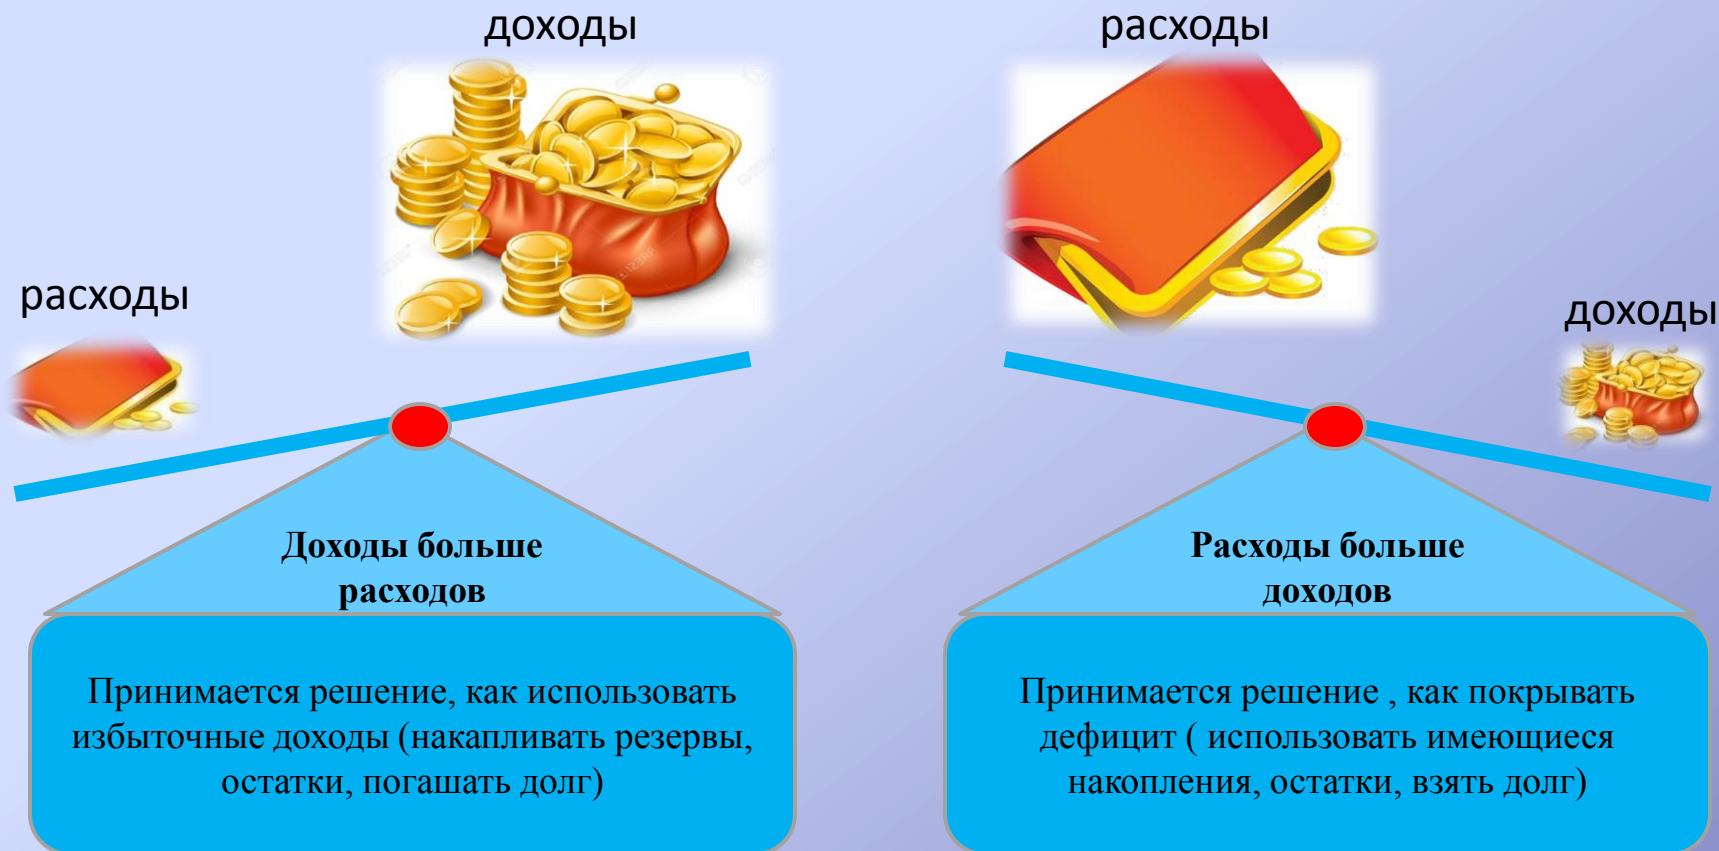 доходы
расходы
расходы
доходы
Доходы больше
расходов
Расходы больше
доходов
Принимается решение, как использовать
избыточные доходы (накапливать резервы,
остатки, погашать долг)
Принимается решение , как покрывать
дефицит ( использовать имеющиеся
накопления, остатки, взять долг)